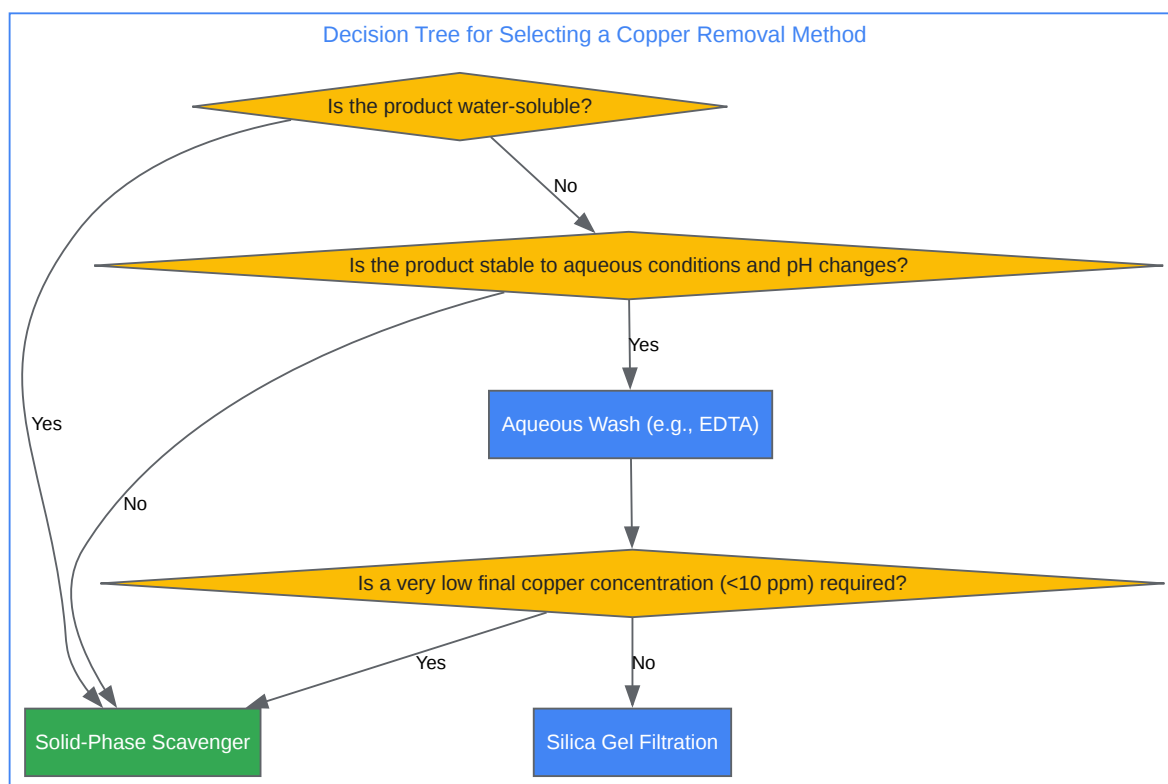 Decision Tree for Selecting a Copper Removal Method
Is the product water-soluble?
No
Is the product stable to aqueous conditions and pH changes?
Yes
Aqueous Wash (e.g., EDTA)
Yes
No
Is a very low final copper concentration (<10 ppm) required?
Yes
No
Solid-Phase Scavenger
Silica Gel Filtration